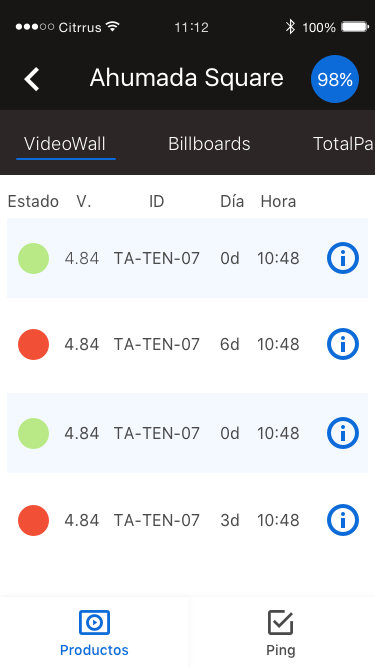 Citrrus 11:12 100%
Ahumada Square 98%
VideoWall Billboards TotalPa
Estado V. ID Día Hora
4.84 TA-TEN-07 0d 10:48
4.84 TA-TEN-07 6d 10:48
4.84 TA-TEN-07 0d 10:48
4.84 TA-TEN-07 3d 10:48
Productos Ping